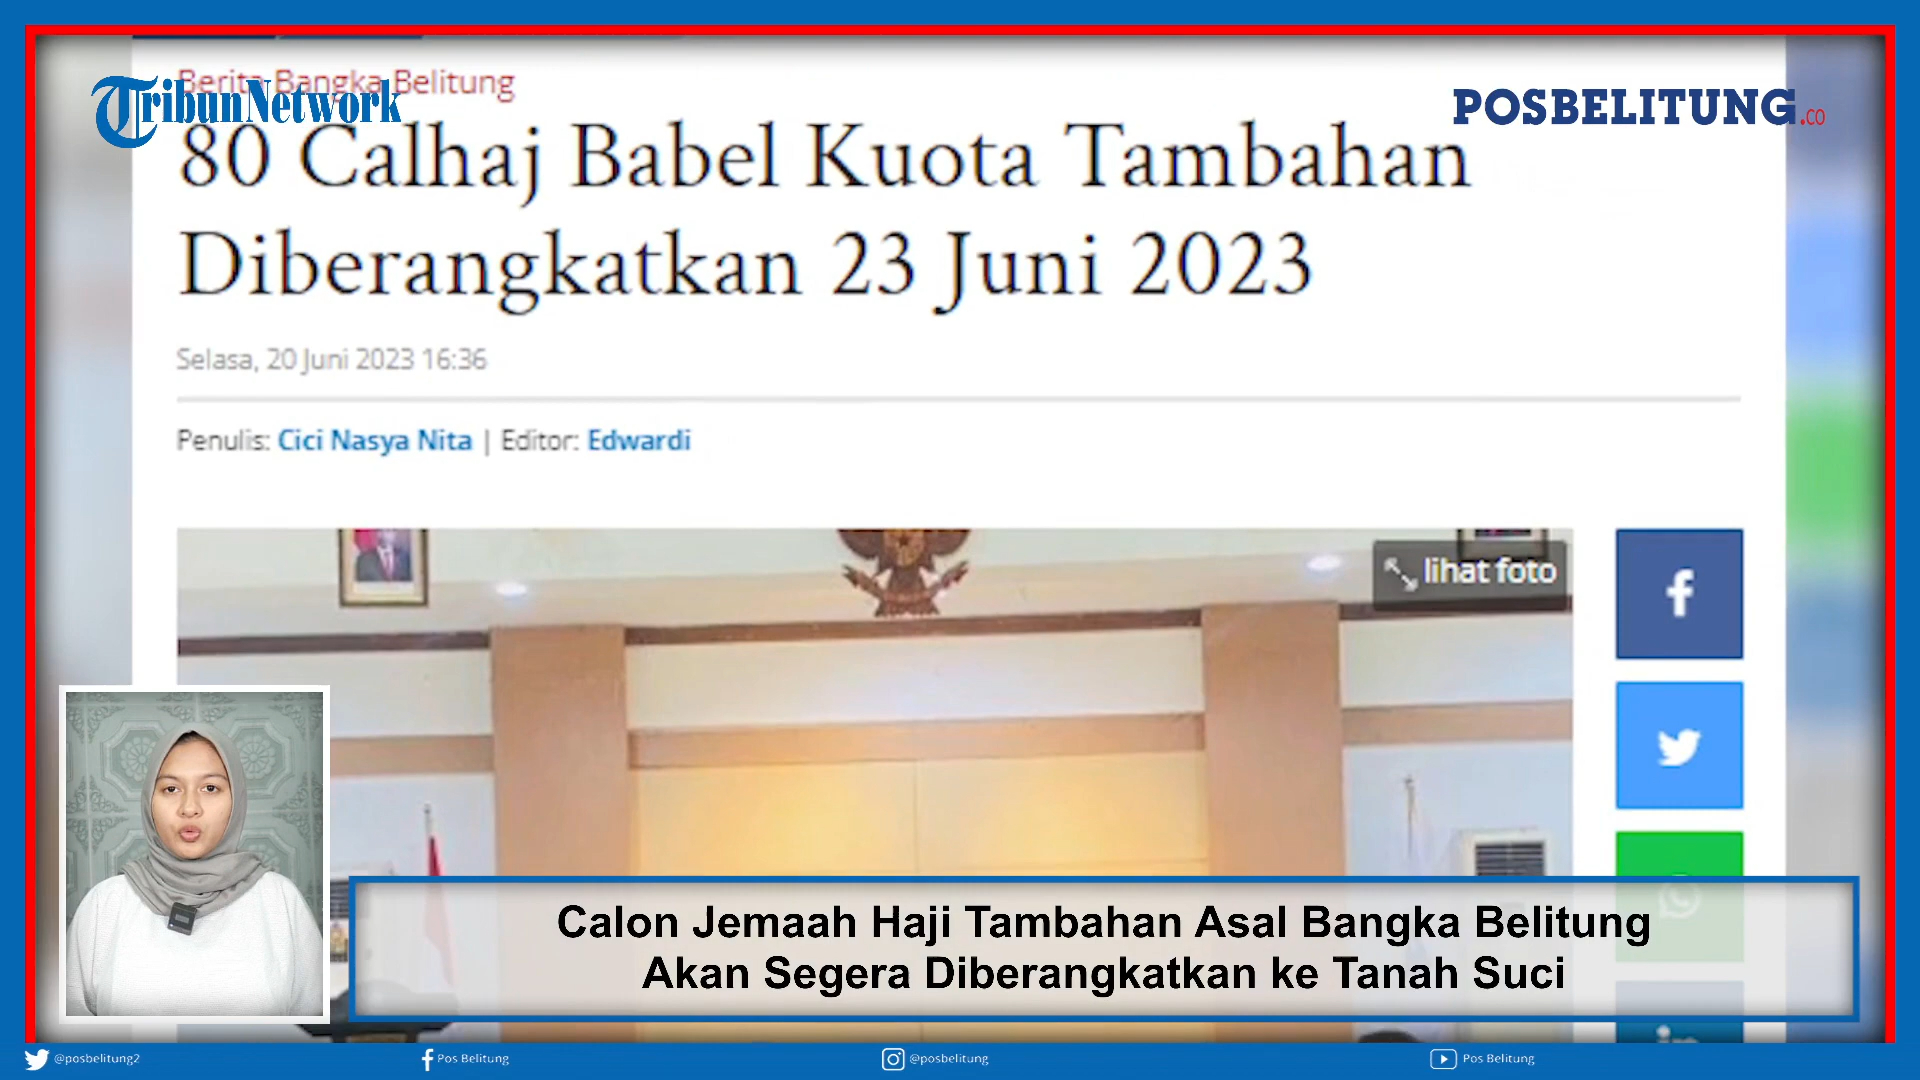 Berita Bangka Belitung
TribunNetwork
POSBELITUNG.CO
80 Calhaj Babel Kuota Tambahan
Diberangkatkan 23 Juni 2023
Selasa, 20 Juni 2023 16:36
Penulis: Cici Nasya Nita | Editor: Edwardi
lihat foto
Calon Jemaah Haji Tambahan Asal Bangka Belitung
Akan Segera Diberangkatkan ke Tanah Suci
@posbelitung2
Pos Belitung
@posbelitung
Pos Belitung